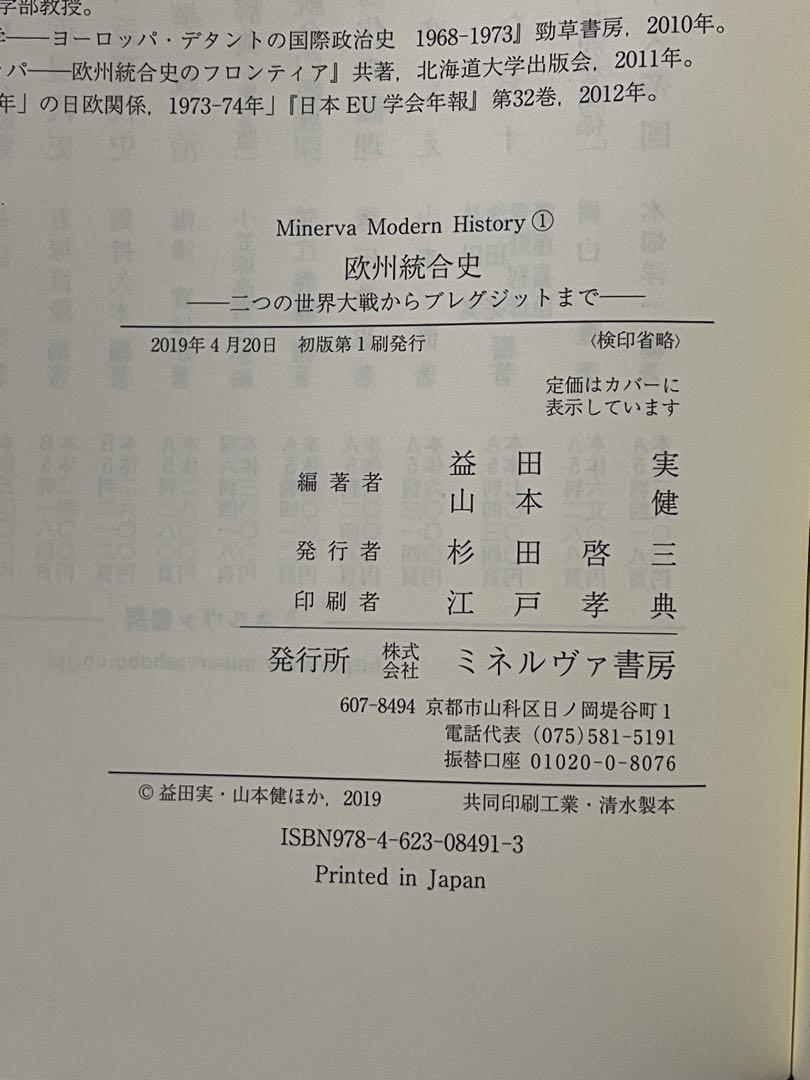 学部教授。
――ヨーロッパ・デタントの国際政治史 1968-1973』勁草書房, 2010年。
パ――欧州統合史のフロンティア』共著, 北海道大学出版会, 2011年。
年」の日欧関係, 1973-74年」『日本 EU 学会年報』第32巻, 2012年。
Minerva Modern History①
欧州統合史
――二つの世界大戦からブレグジットまで――
2019年4月20日 初版第1刷発行 〈検印省略〉
定価はカバーに
表示しています
編著者 益田 実
山本 健
発行者 杉田啓三
印刷者 江戸孝典
発行所 株式会社 ミネルヴァ書房
607-8494 京都市山科区日ノ岡堤谷町1
電話代表 (075)581-5191
振替口座 01020-0-8076
©益田実・山本健ほか, 2019 共同印刷工業・清水製本
ISBN978-4-623-08491-3
Printed in Japan